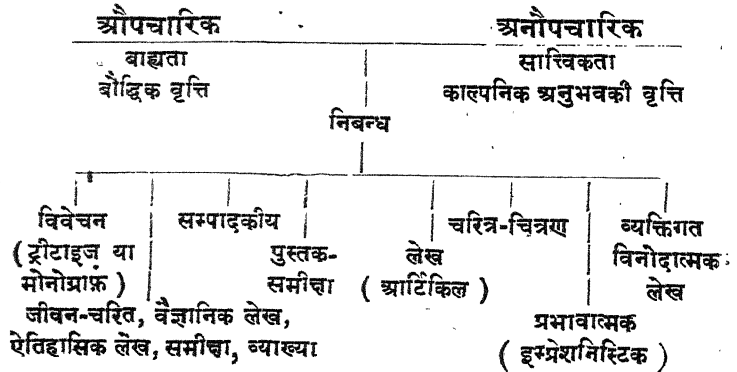 औपचारिक अनौपचारिक
बाह्यता सात्त्विकता
बौद्धिक वृत्ति काल्पनिक अनुभवकी वृत्ति
निबन्ध
विवेचन सम्पादकीय चरित्र-चित्रण व्यक्तिगत
(ट्रीटाइज या पुस्तक- लेख विनोदात्मक
मोनोग्राफ़) समीक्षा (आर्टिकिल) लेख
जीवन-चरित, वैज्ञानिक लेख, प्रभावात्मक
ऐतिहासिक लेख, समीक्षा, व्याख्या (इम्प्रेशनिस्टिक)